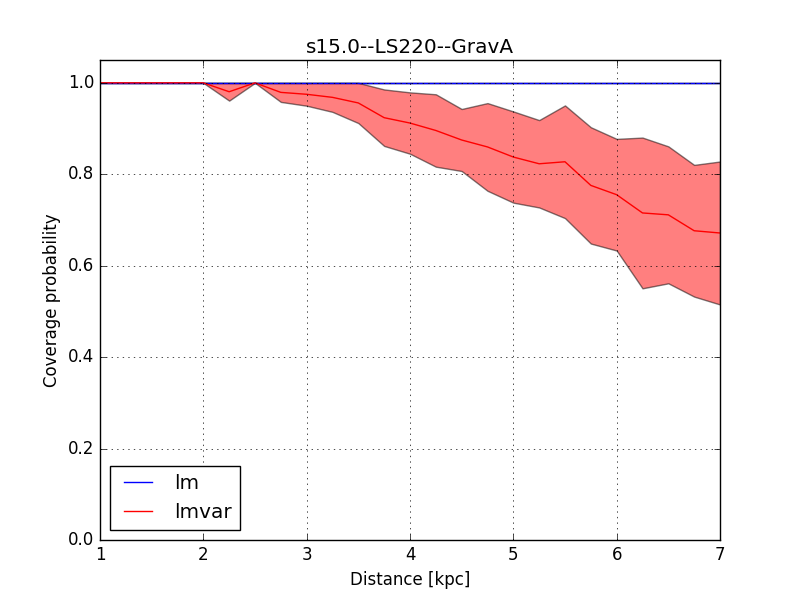 s15.0--LS220--GravA
1.0
0.8
0.6
0.4
0.2
0.0
Coverage probability
lm
lmvar
1 2 3 4 5 6 7
Distance [kpc]